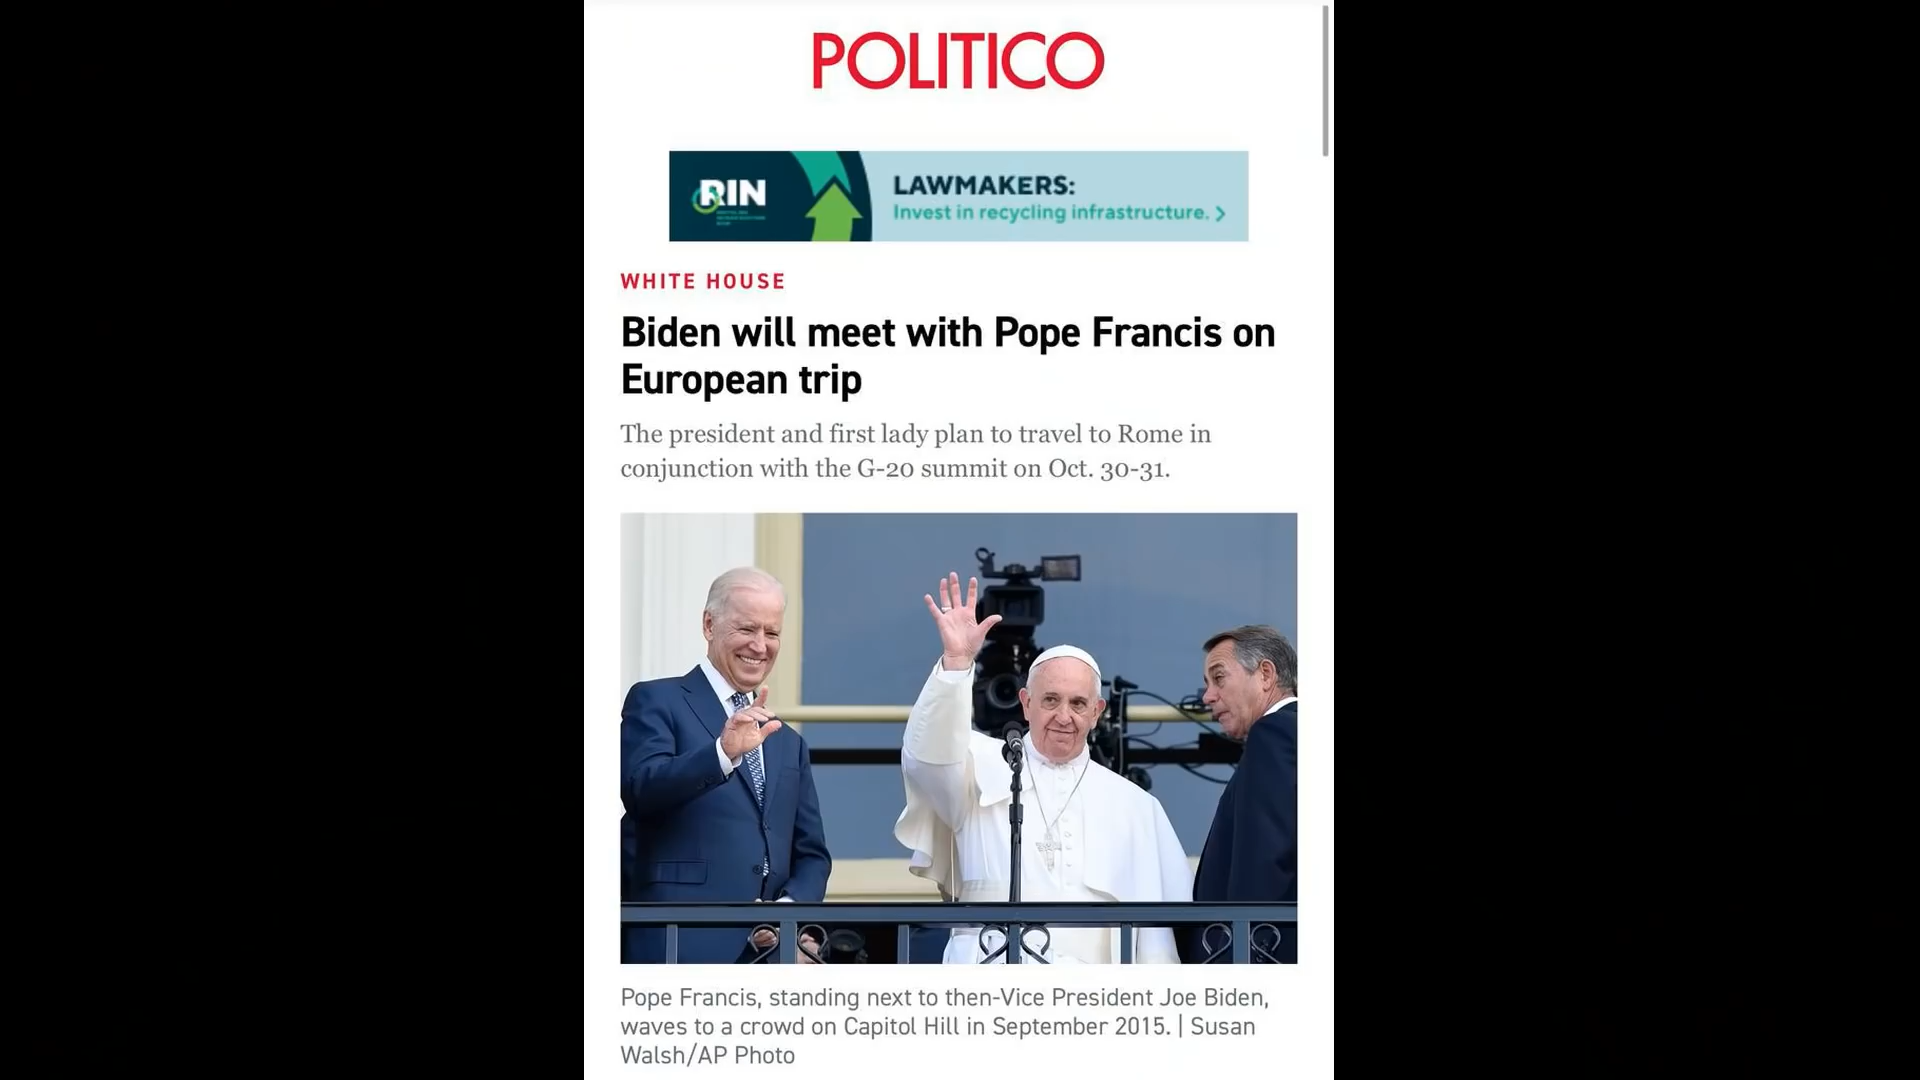 POLITICO
RIN
LAWMAKERS:
Invest in recycling infrastructure. >
WHITE HOUSE
Biden will meet with Pope Francis on
European trip
The president and first lady plan to travel to Rome in
conjunction with the G-20 summit on Oct. 30-31.
Pope Francis, standing next to then-Vice President Joe Biden,
waves to a crowd on Capitol Hill in September 2015. | Susan
Walsh/AP Photo